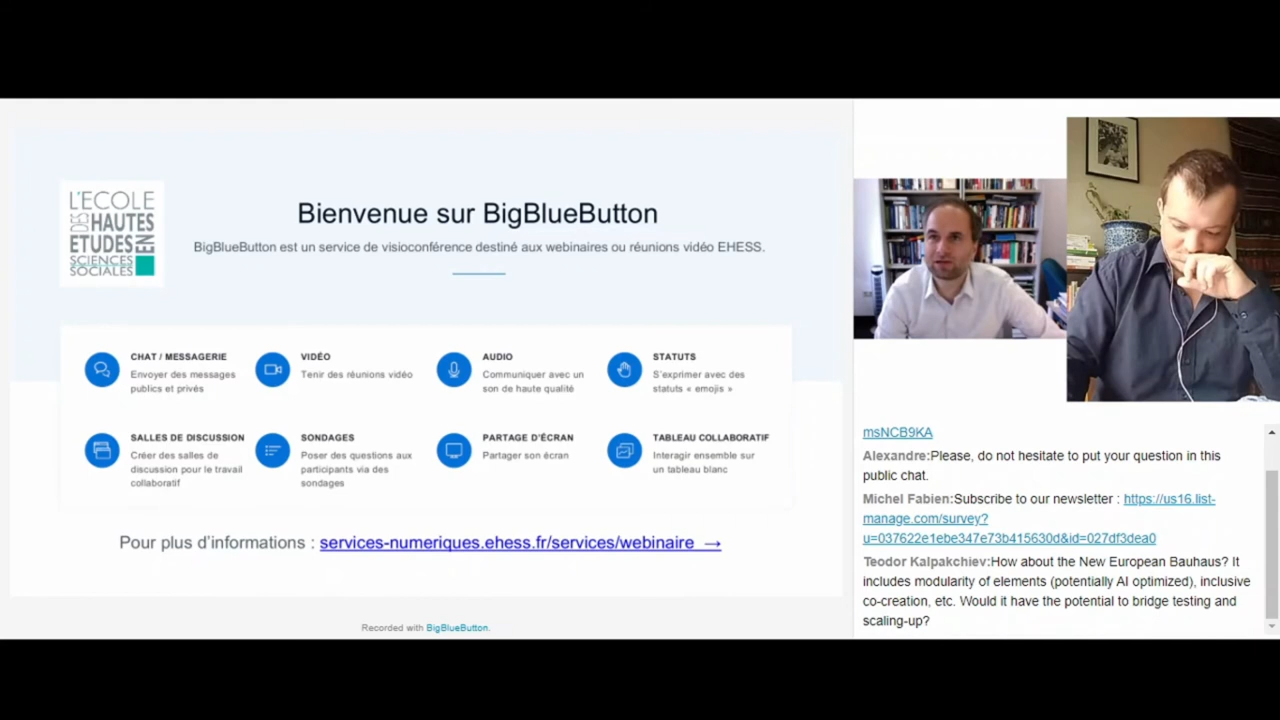 L'ECOLE
DES HAUTES
ETUDES EN
SCIENCES
SOCIALES
Bienvenue sur BigBlueButton
BigBlueButton est un service de visioconférence destiné aux webinaires ou réunions vidéo EHESS.
CHAT / MESSAGERIE
Envoyer des messages
publics et privés
VIDÉO
Tenir des réunions vidéo
AUDIO
Communiquer avec un
son de haute qualité
STATUTS
S'exprimer avec des
statuts « emojis »
SALLES DE DISCUSSION
Créer des salles de
discussion pour le travail
collaboratif
SONDAGES
Poser des questions aux
participants via des
sondages
PARTAGE D'ÉCRAN
Partager son écran
TABLEAU COLLABORATIF
Interagir ensemble sur
un tableau blanc
Pour plus d'informations : services-numeriques.ehess.fr/services/webinaire →
Recorded with BigBlueButton.
msNCB9KA
Alexandre:Please, do not hesitate to put your question in this
public chat.
Michel Fabien:Subscribe to our newsletter : https://us16.list-
manage.com/survey?
u=037622e1ebe347e73b415630d&id=027df3dea0
Teodor Kalpakchiev:How about the New European Bauhaus? It
includes modularity of elements (potentially AI optimized), inclusive
co-creation, etc. Would it have the potential to bridge testing and
scaling-up?